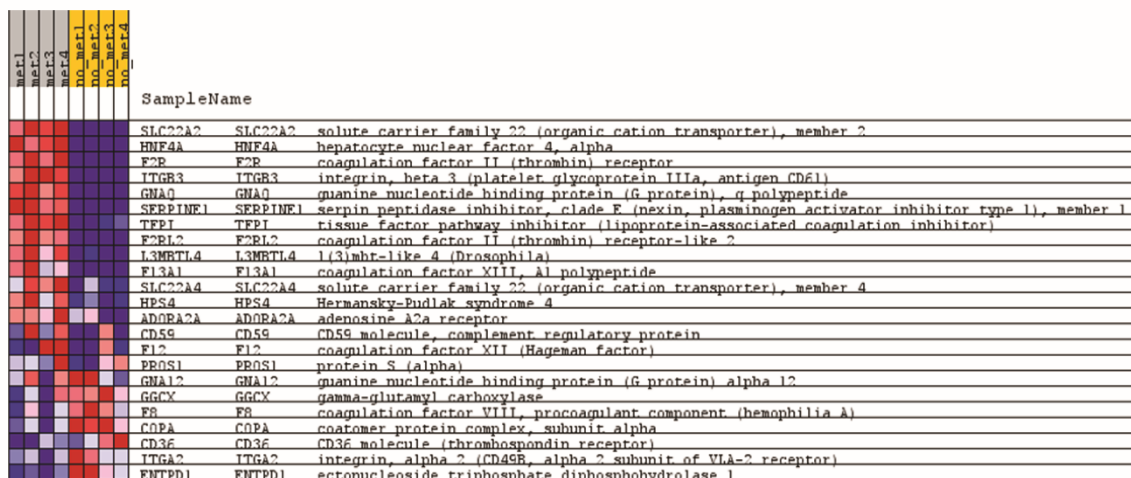 met1
met2
met3
met4
no_met1
no_met2
no_met3
no_met4
SampleName
SLC22A2 SLC22A2 solute carrier family 22 (organic cation transporter), member 2
HNF4A HNF4A hepatocyte nuclear factor 4, alpha
F2R F2R coagulation factor II (thrombin) receptor
ITGB3 ITGB3 integrin, beta 3 (platelet glycoprotein IIIa, antigen CD61)
GNAQ GNAQ guanine nucleotide binding protein (G protein), q polypeptide
SERPINE1 SERPINE1 serpin peptidase inhibitor, clade E (nexin, plasminogen activator inhibitor type 1), member 1
TFPI TFPI tissue factor pathway inhibitor (lipoprotein-associated coagulation inhibitor)
F2RL2 F2RL2 coagulation factor II (thrombin) receptor-like 2
L3MBTL4 L3MBTL4 l(3)mbt-like 4 (Drosophila)
F13A1 F13A1 coagulation factor XIII, A1 polypeptide
SLC22A4 SLC22A4 solute carrier family 22 (organic cation transporter), member 4
HPS4 HPS4 Hermansky-Pudlak syndrome 4
ADORA2A ADORA2A adenosine A2a receptor
CD59 CD59 CD59 molecule, complement regulatory protein
F12 F12 coagulation factor XII (Hageman factor)
PROS1 PROS1 protein S (alpha)
GNA12 GNA12 guanine nucleotide binding protein (G protein) alpha 12
GGCX GGCX gamma-glutamyl carboxylase
F8 F8 coagulation factor VIII, procoagulant component (hemophilia A)
COPA COPA coatomer protein complex, subunit alpha
CD36 CD36 CD36 molecule (thrombospondin receptor)
ITGA2 ITGA2 integrin, alpha 2 (CD49B, alpha 2 subunit of VLA-2 receptor)
ENTPD1 ENTPD1 ectonucleoside triphosphate diphosphohydrolase 1